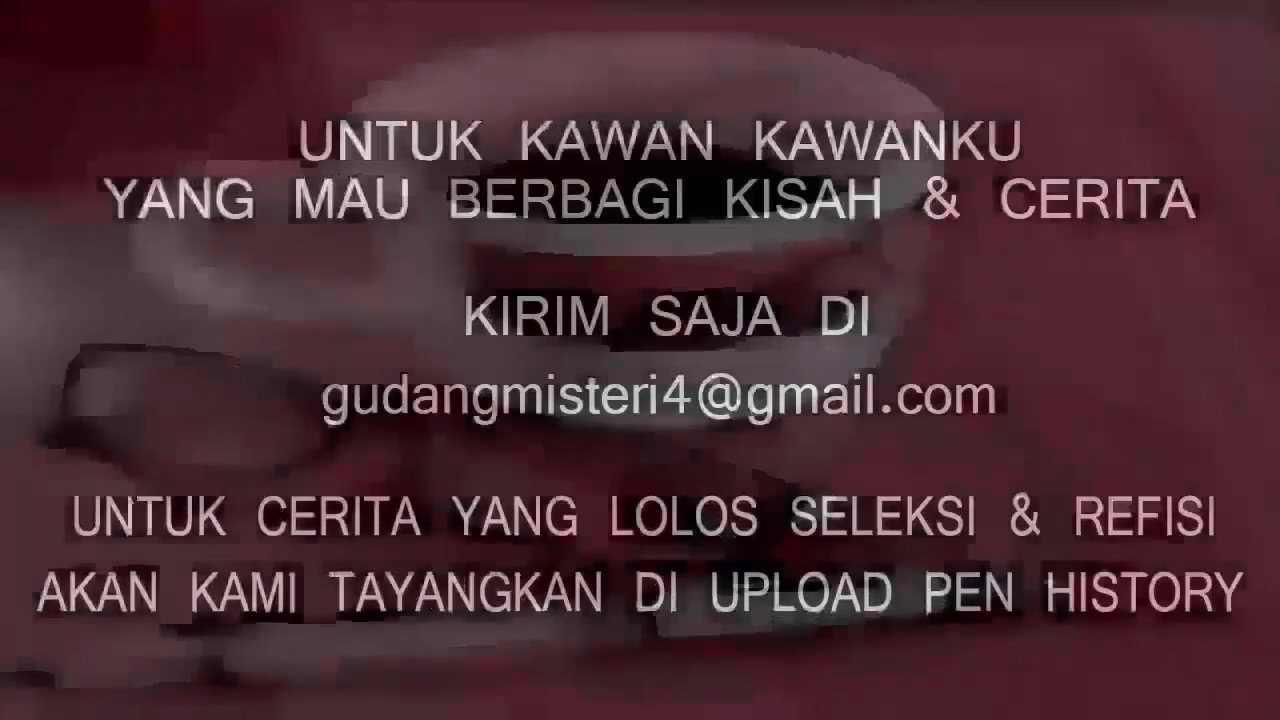 UNTUK KAWAN KAWANKU
YANG MAU BERBAGI KISAH & CERITA
KIRIM SAJA DI
gudangmisteri4@gmail.com
UNTUK CERITA YANG LOLOS SELEKSI & REFISI
AKAN KAMI TAYANGKAN DI UPLOAD PEN HISTORY